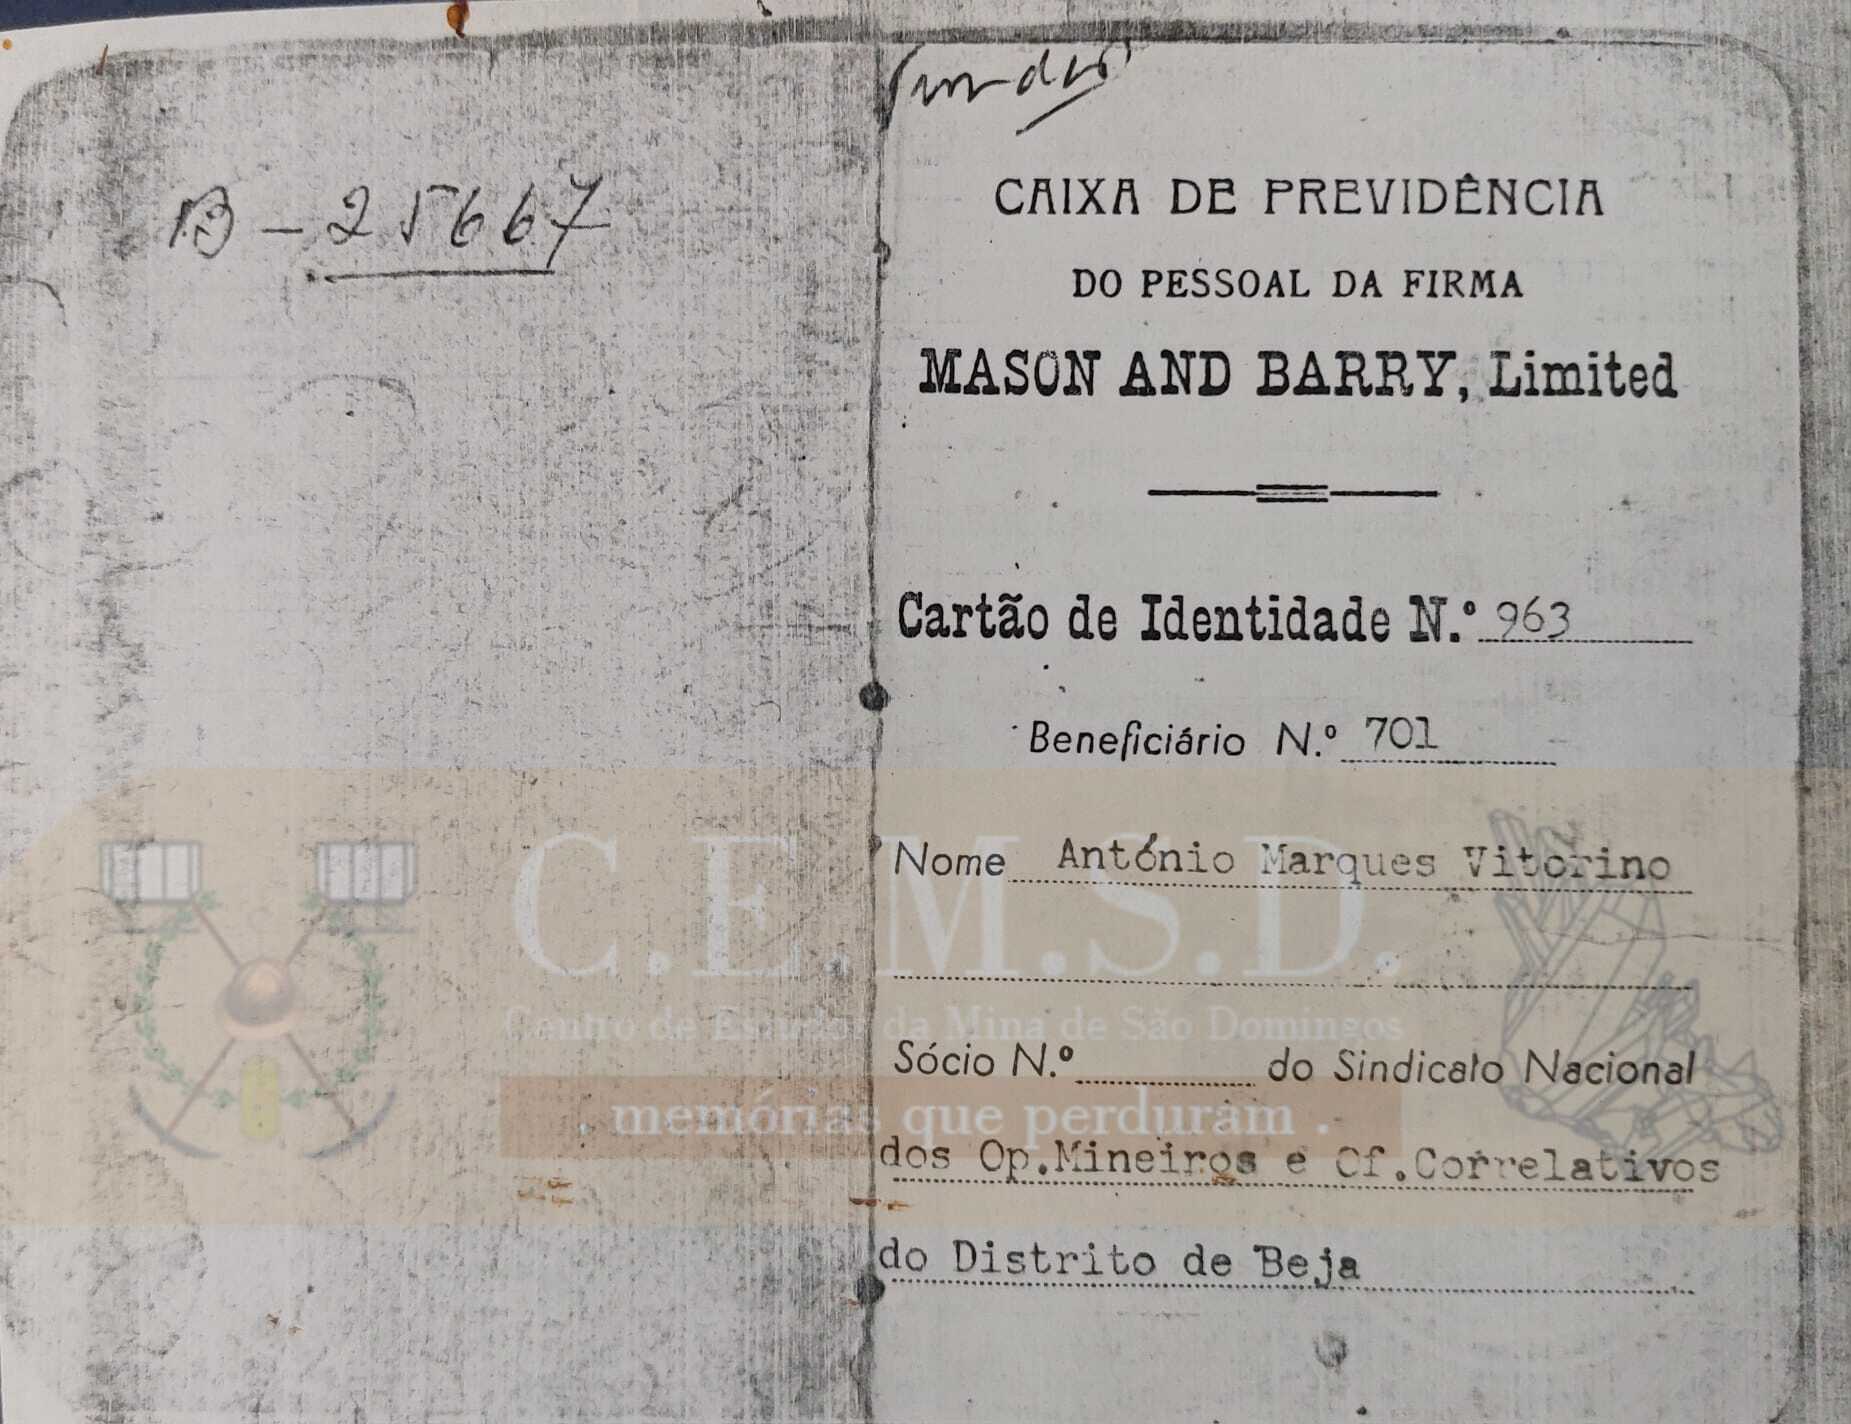 B - 25667
CAIXA DE PREVIDÊNCIA
DO PESSOAL DA FIRMA
MASON AND BARRY, Limited
Cartão de Identidade N.º 963
Beneficiário N.º 701
Nome António Marques Vitorino
C.E.M.S.D.
Centro de Estudos da Mina de São Domingos
Sócio N.º do Sindicato Nacional
memórias que perduram .
dos Op.Mineiros e Of.Correlativos
do Distrito de Beja